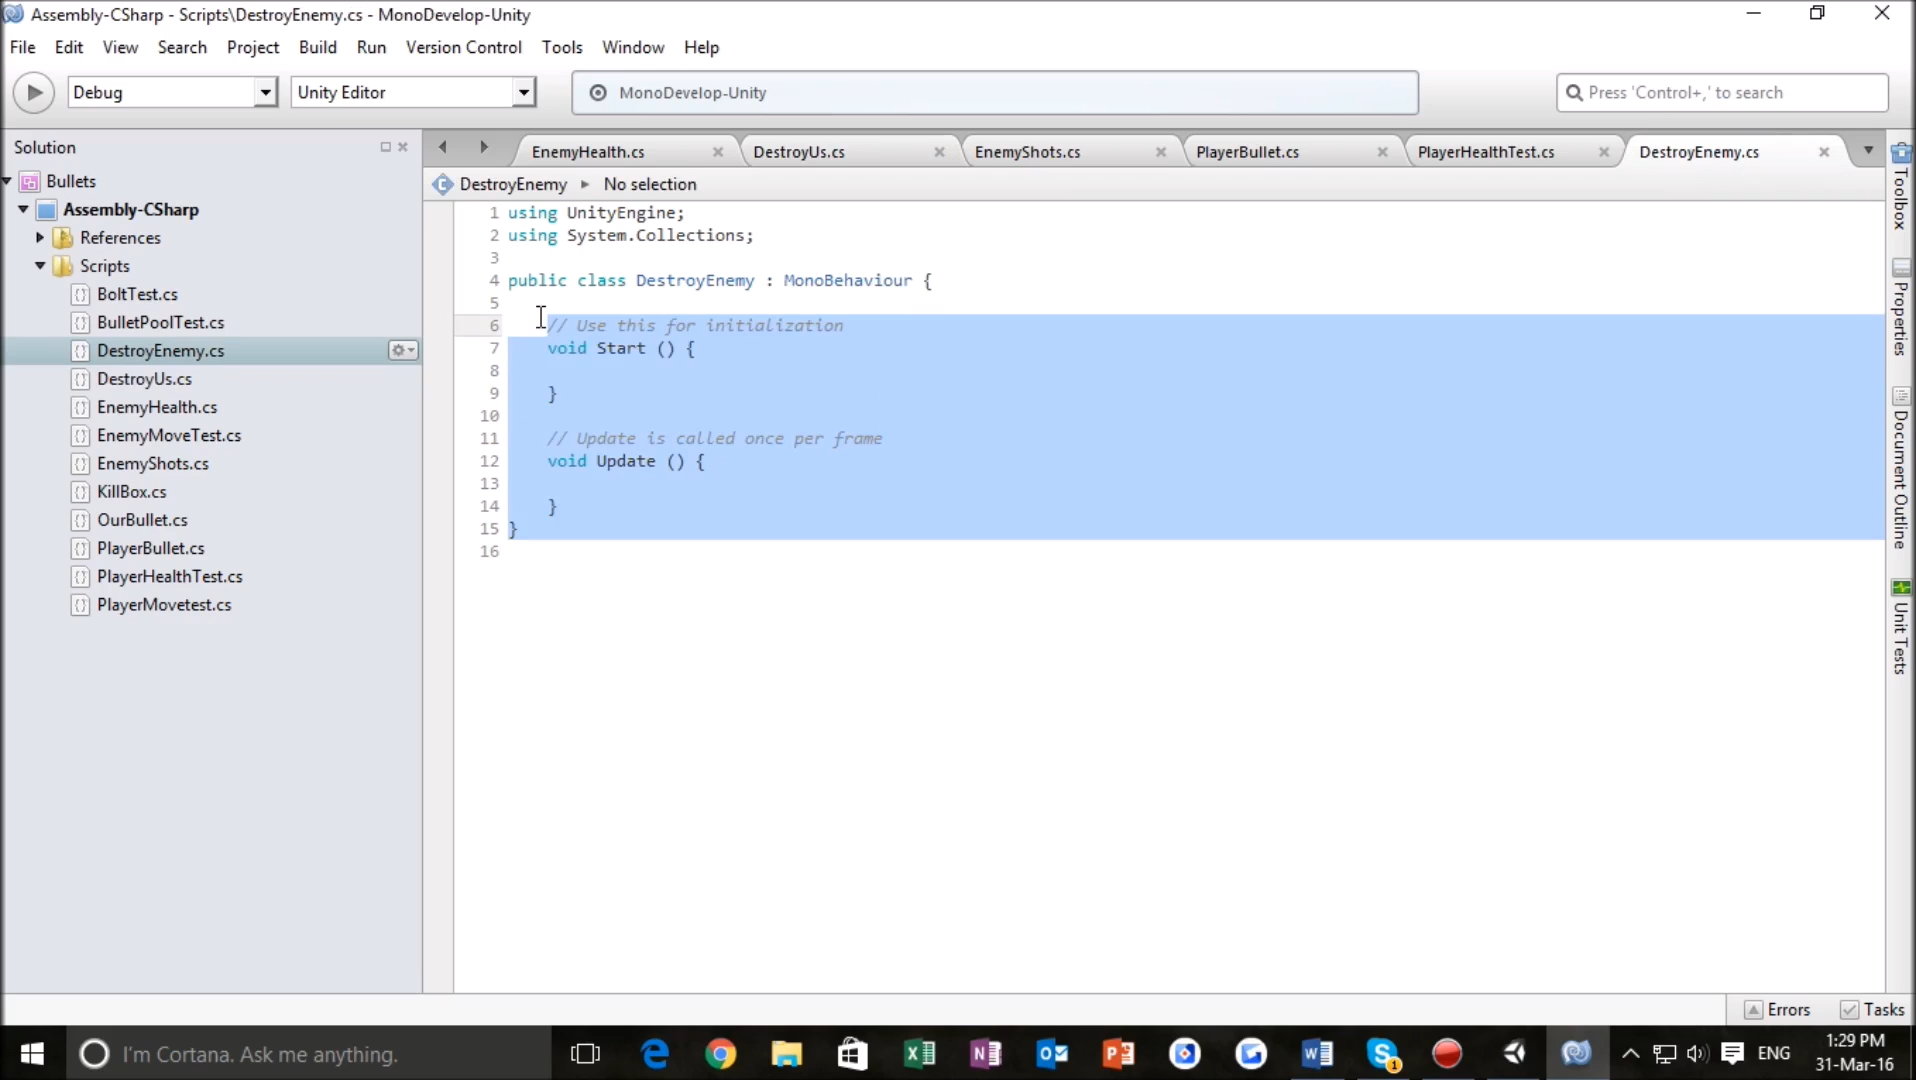 Assembly-CSharp - Scripts\DestroyEnemy.cs - MonoDevelop-Unity
File Edit View Search Project Build Run Version Control Tools Window Help
Debug Unity Editor MonoDevelop-Unity Press 'Control+,' to search
Solution
Bullets
Assembly-CSharp
References
Scripts
BoltTest.cs
BulletPoolTest.cs
DestroyEnemy.cs
DestroyUs.cs
EnemyHealth.cs
EnemyMoveTest.cs
EnemyShots.cs
KillBox.cs
OurBullet.cs
PlayerBullet.cs
PlayerHealthTest.cs
PlayerMovetest.cs
EnemyHealth.cs DestroyUs.cs EnemyShots.cs PlayerBullet.cs PlayerHealthTest.cs DestroyEnemy.cs
DestroyEnemy No selection
1 using UnityEngine;
2 using System.Collections;
3
4 public class DestroyEnemy : MonoBehaviour {
5
6 // Use this for initialization
7 void Start () {
8
9 }
10
11 // Update is called once per frame
12 void Update () {
13
14 }
15 }
16
Toolbox
Properties
Document Outline
Unit Tests
Errors Tasks
I'm Cortana. Ask me anything.
1
ENG
1:29 PM
31-Mar-16